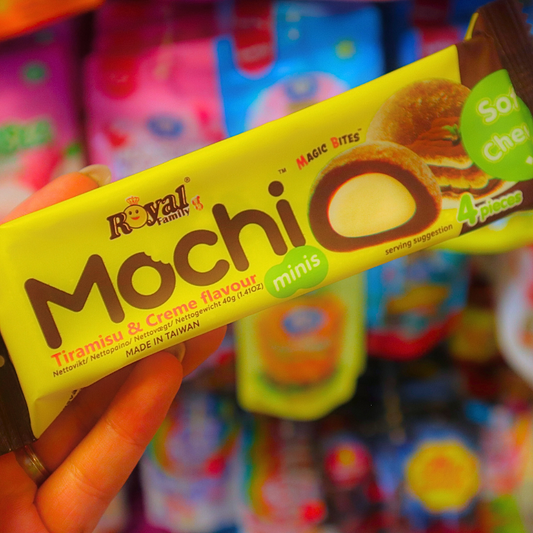 Royal
Family
Mochi
minis
MAGIC BITES™
Tiramisu & Creme flavour
Nettovikt/ Nettopaino/ Nettovægt/ Nettogewicht 40g (1.41OZ)
MADE IN TAIWAN
4 pieces
serving suggestion